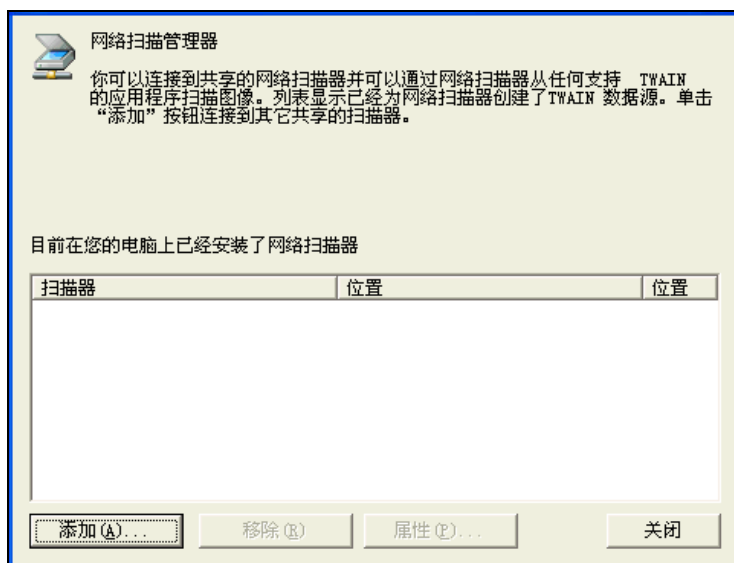 网络扫描管理器
你可以连接到共享的网络扫描器并可以通过网络扫描器从任何支持 TWAIN
的应用程序扫描图像。列表显示已经为网络扫描器创建了TWAIN 数据源。单击
“添加”按钮连接到其它共享的扫描器。
目前在您的电脑上已经安装了网络扫描器
扫描器 位置 位置
添加(A)... 移除(R) 属性(P)... 关闭